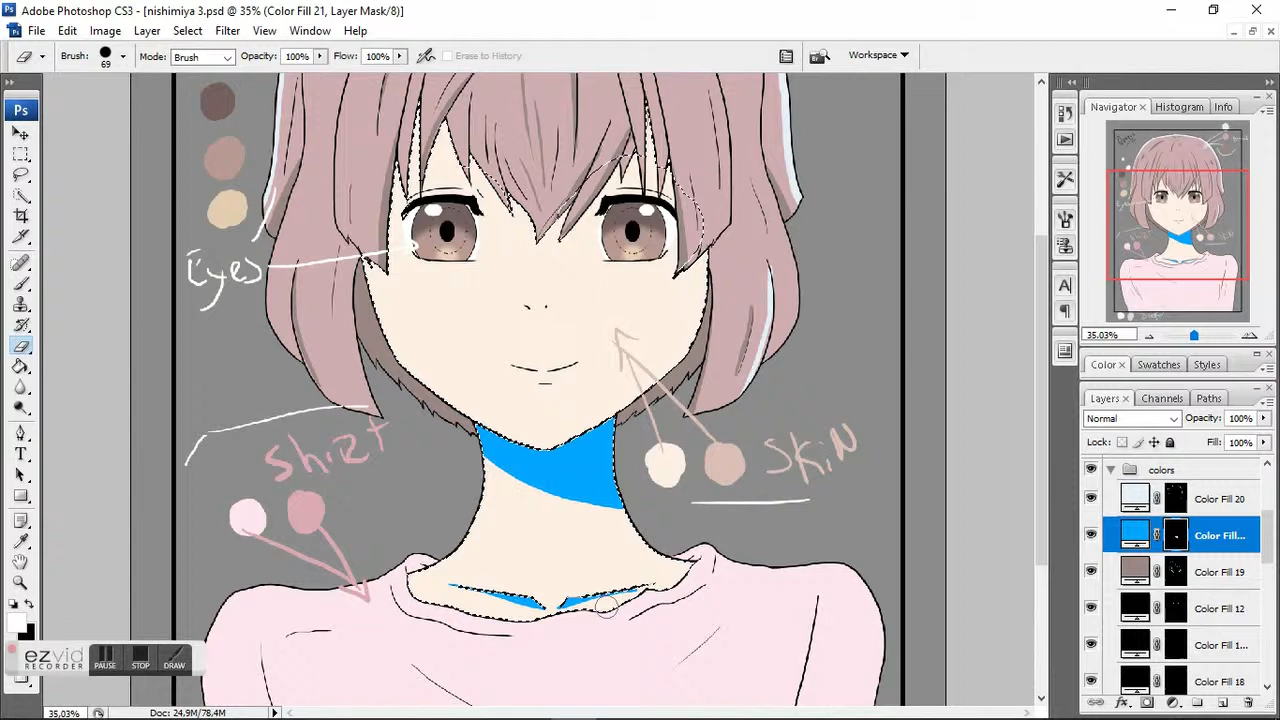 Adobe Photoshop CS3 - [nishimiya 3.psd @ 35% (Color Fill 21, Layer Mask/8)]
File Edit Image Layer Select Filter View Window Help
Brush: 69 Mode: Brush Opacity: 100% Flow: 100% Erase to History Workspace
Ps
Navigator Histogram Info
35.03%
Color Swatches Styles
Layers Channels Paths
Normal Opacity: 100%
Lock: Fill: 100%
colors
Color Fill 20
Color Fill...
Color Fill 19
Color Fill 12
Color Fill 1...
Color Fill 18
Eyes
Shirt
SkiN
ezvid
RECORDER
PAUSE STOP DRAW
35,03% Doc: 24,9M/78,4M